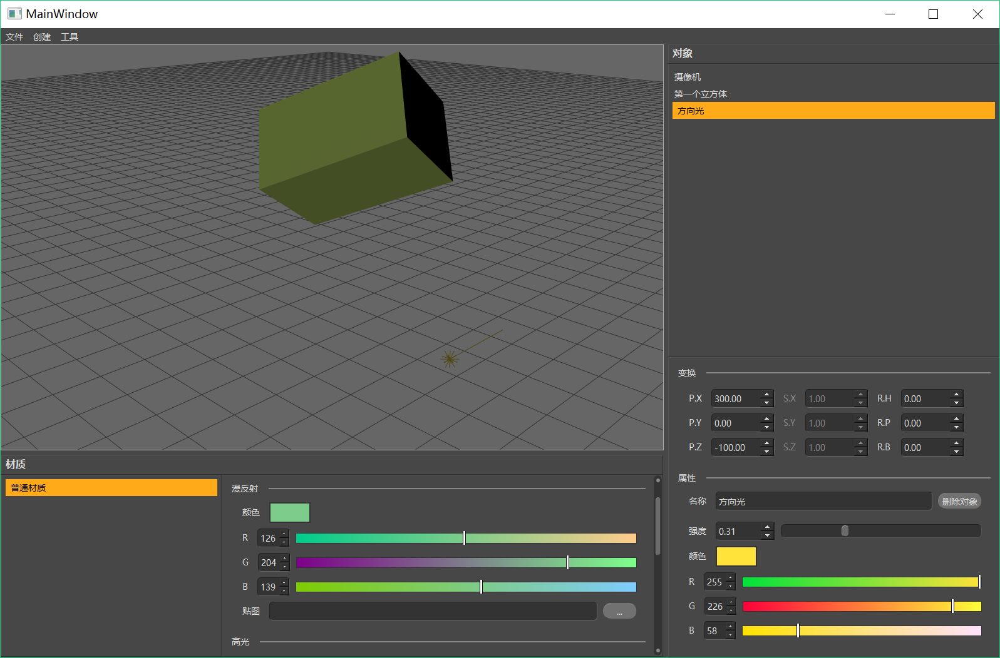 MainWindow
文件 创建 工具
对象
摄像机
第一个立方体
方向光
变换
P.X 300.00 S.X 1.00 R.H 0.00
P.Y 0.00 S.Y 1.00 R.P 0.00
P.Z -100.00 S.Z 1.00 R.B 0.00
属性
名称 方向光 删除对象
强度 0.31
颜色
R 255
G 226
B 58
材质
普通材质
漫反射
颜色
R 126
G 204
B 139
贴图 ...
高光